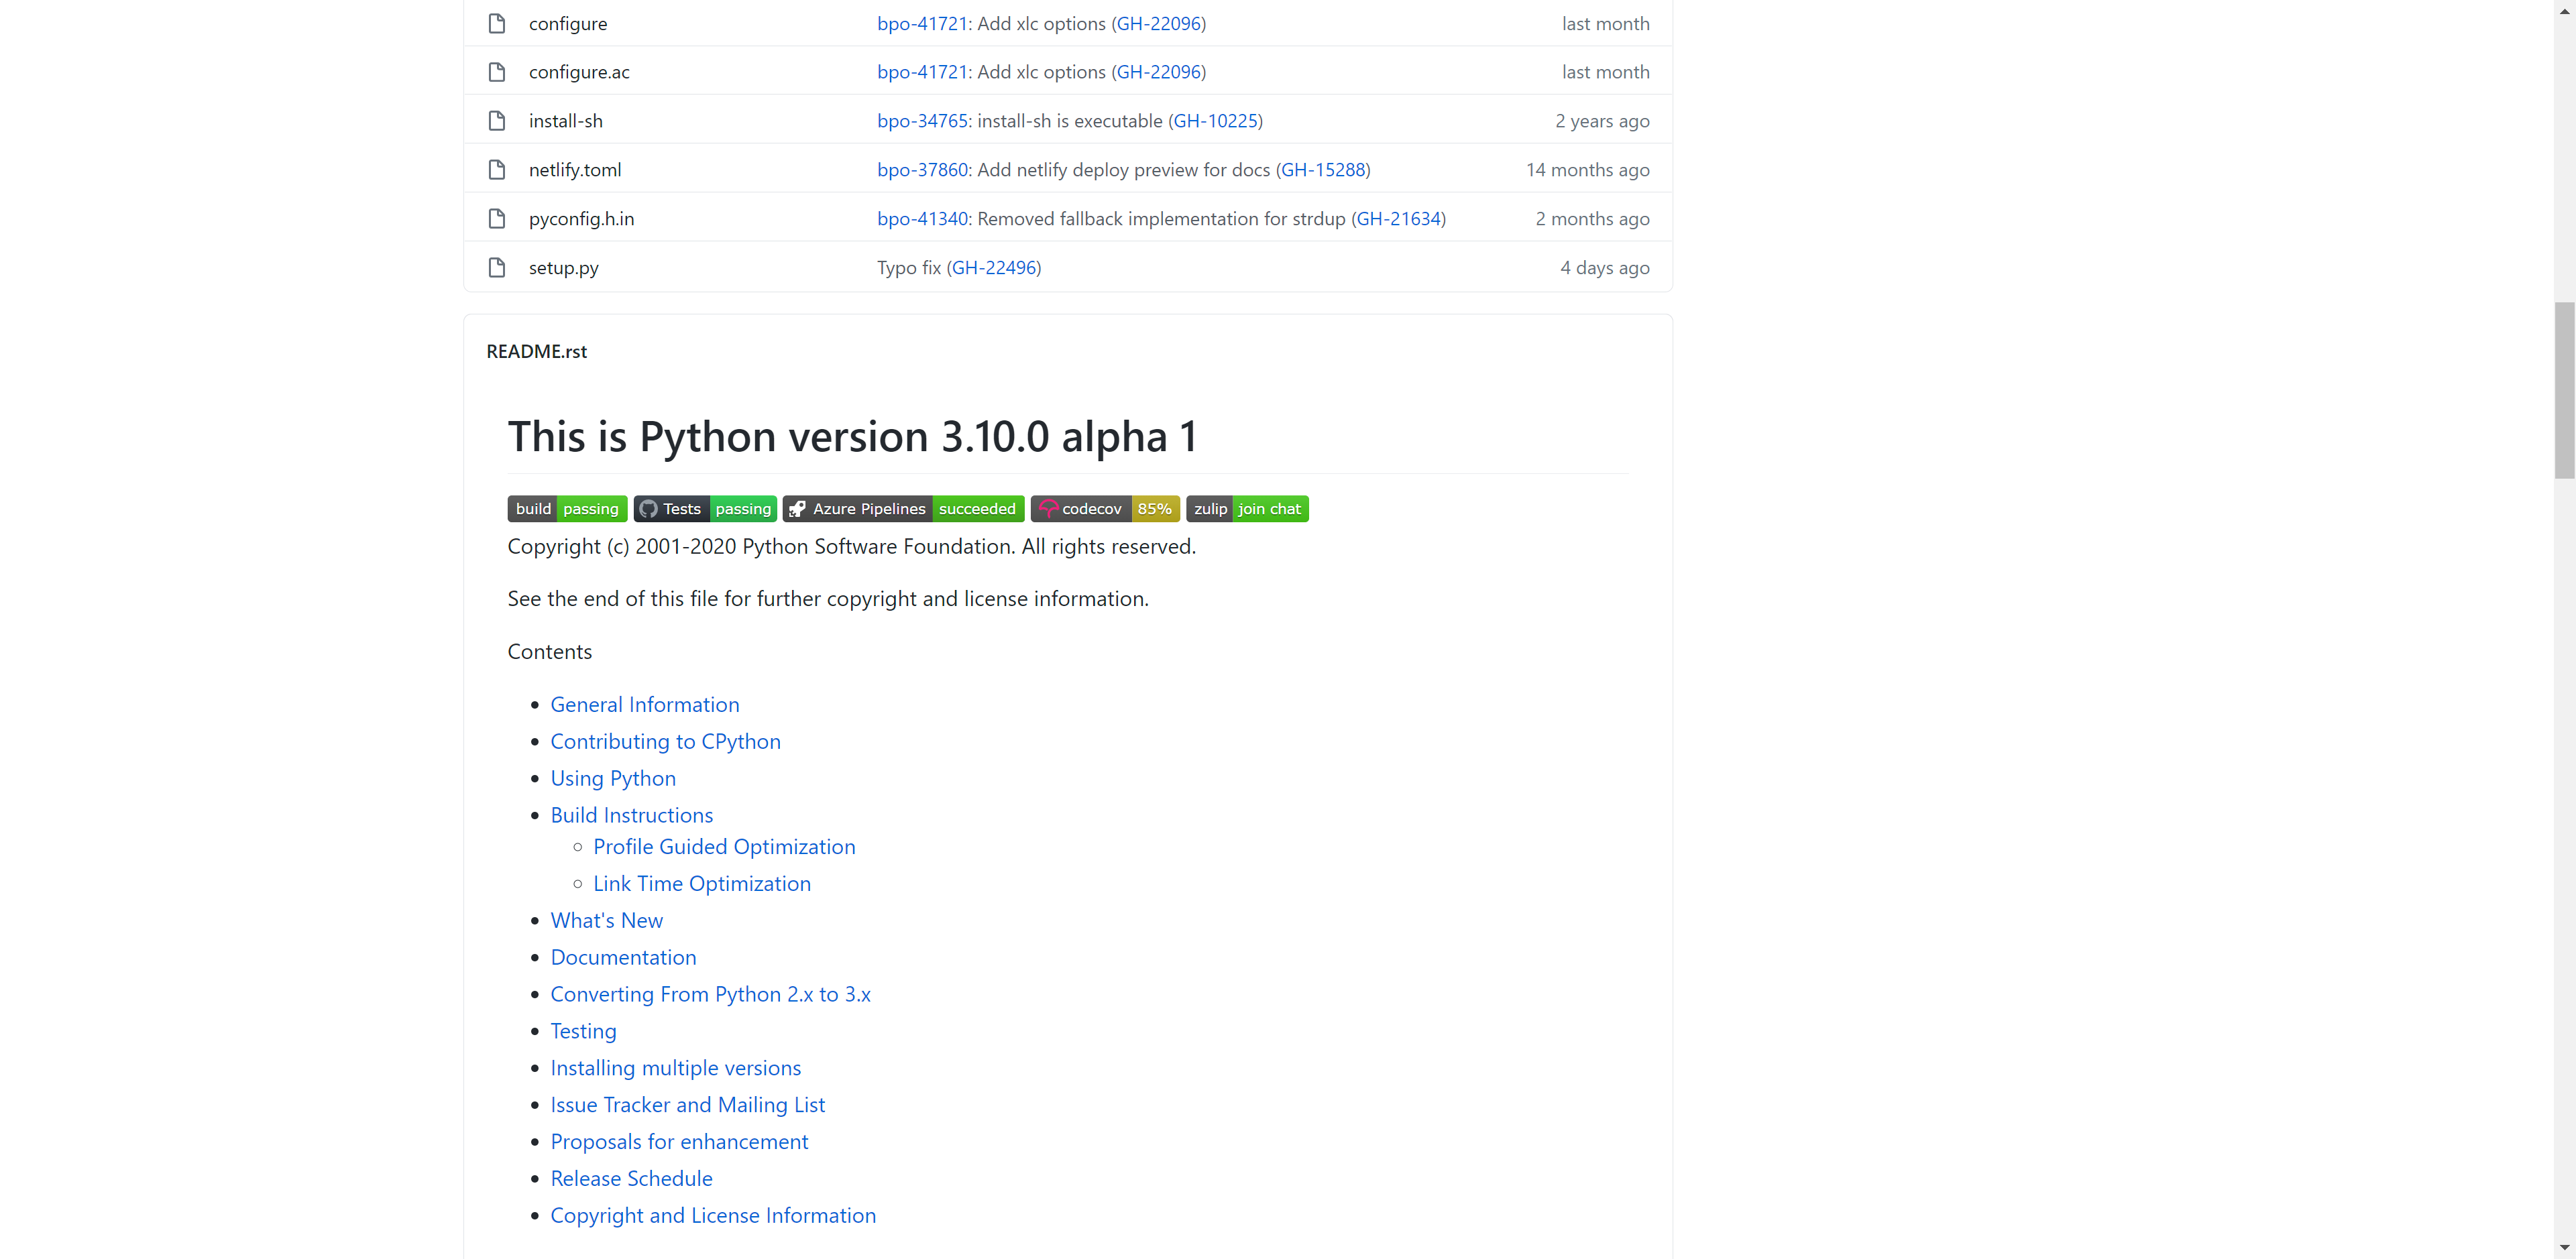 configure bpo-41721: Add xlc options (GH-22096) last month
configure.ac bpo-41721: Add xlc options (GH-22096) last month
install-sh bpo-34765: install-sh is executable (GH-10225) 2 years ago
netlify.toml bpo-37860: Add netlify deploy preview for docs (GH-15288) 14 months ago
pyconfig.h.in bpo-41340: Removed fallback implementation for strdup (GH-21634) 2 months ago
setup.py Typo fix (GH-22496) 4 days ago
README.rst
This is Python version 3.10.0 alpha 1
build passing Tests passing Azure Pipelines succeeded codecov 85% zulip join chat
Copyright (c) 2001-2020 Python Software Foundation. All rights reserved.
See the end of this file for further copyright and license information.
Contents
General Information
Contributing to CPython
Using Python
Build Instructions
Profile Guided Optimization
Link Time Optimization
What's New
Documentation
Converting From Python 2.x to 3.x
Testing
Installing multiple versions
Issue Tracker and Mailing List
Proposals for enhancement
Release Schedule
Copyright and License Information